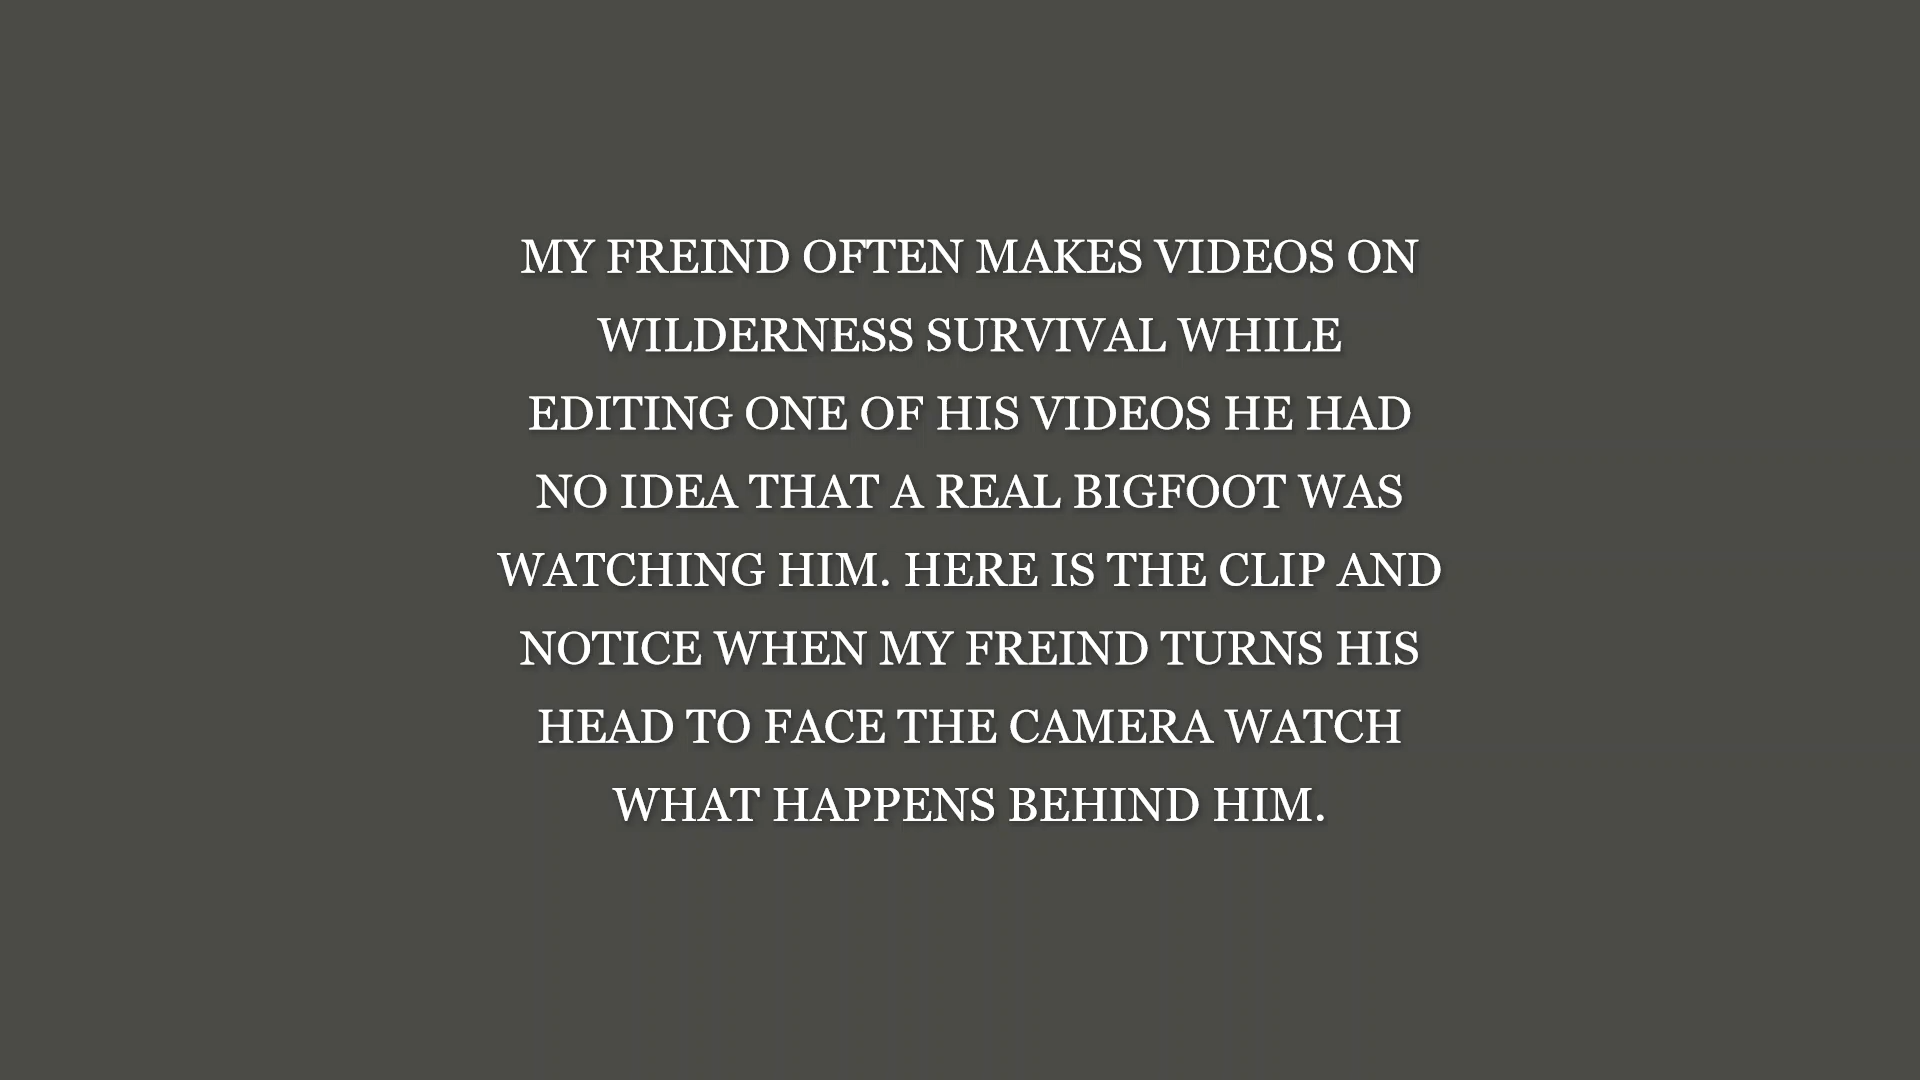 MY FREIND OFTEN MAKES VIDEOS ON
WILDERNESS SURVIVAL WHILE
EDITING ONE OF HIS VIDEOS HE HAD
NO IDEA THAT A REAL BIGFOOT WAS
WATCHING HIM. HERE IS THE CLIP AND
NOTICE WHEN MY FREIND TURNS HIS
HEAD TO FACE THE CAMERA WATCH
WHAT HAPPENS BEHIND HIM.